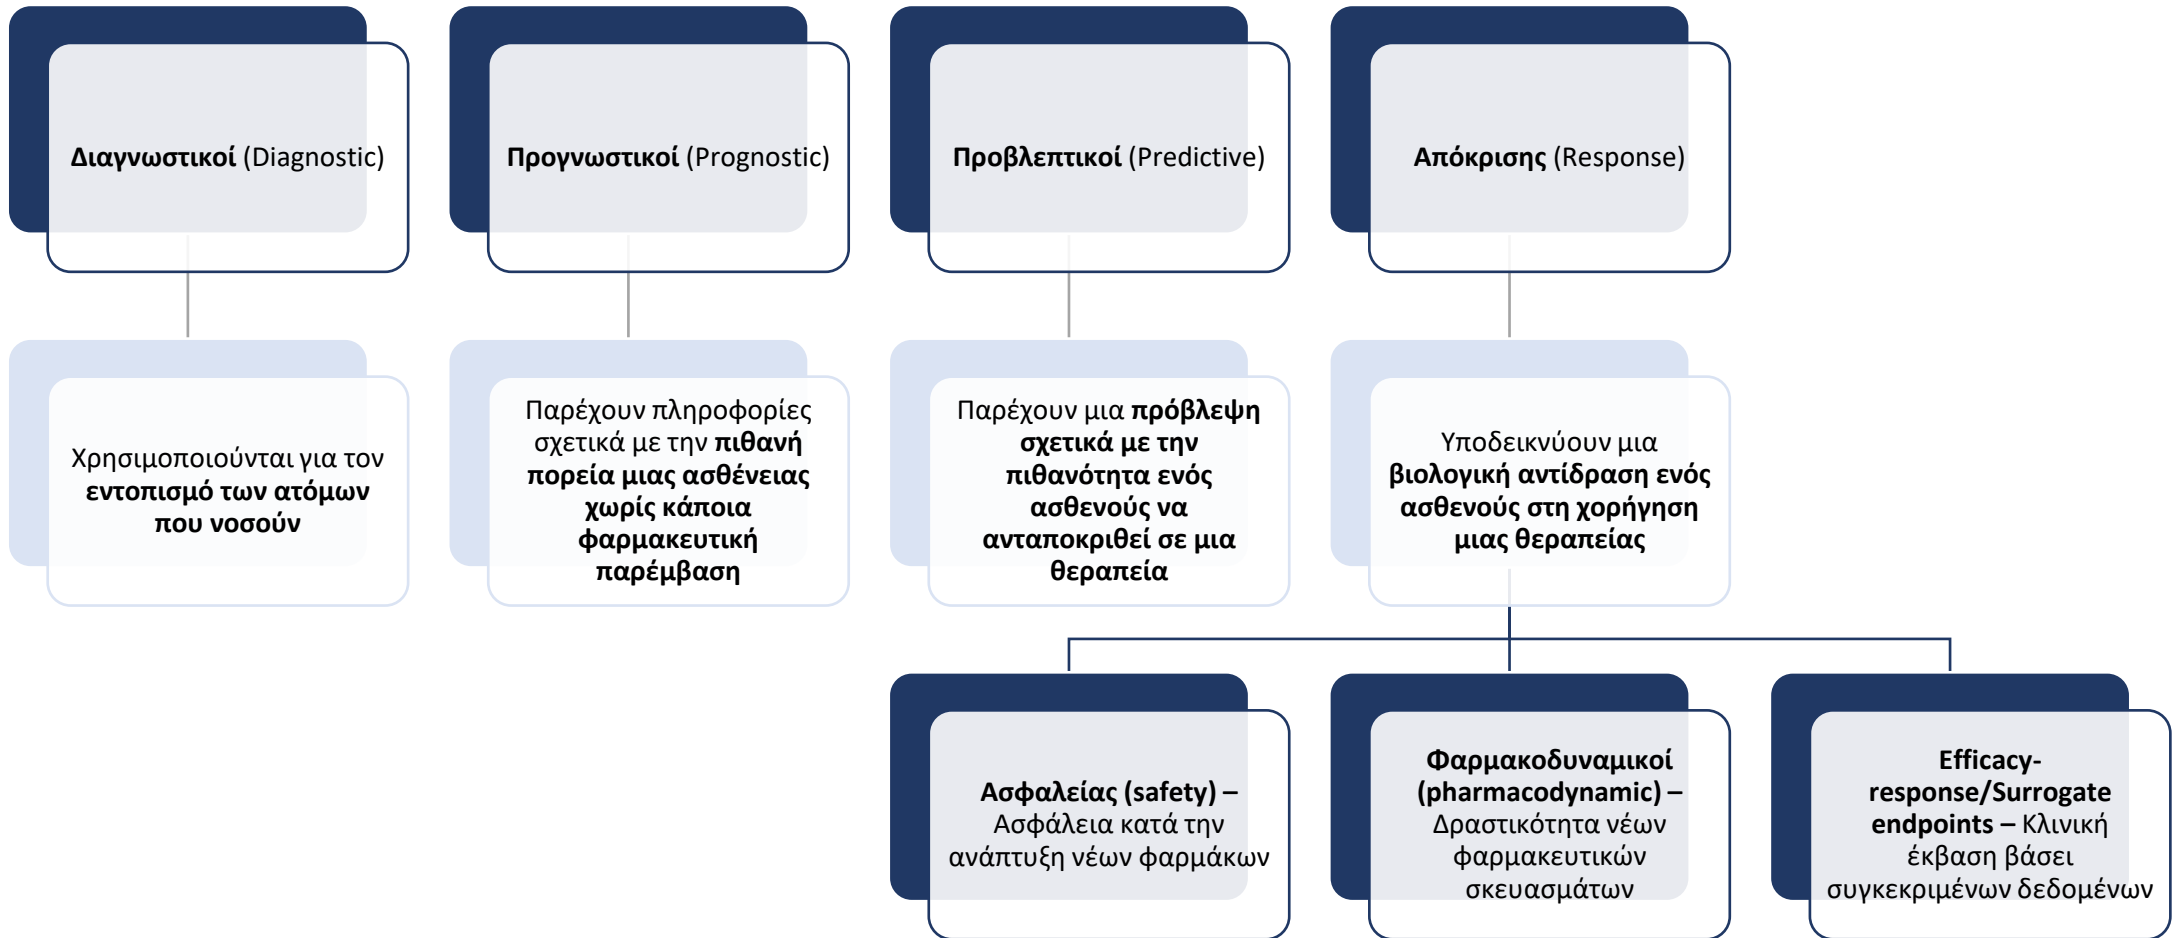 Διαγνωστικοί (Diagnostic)
Προγνωστικοί (Prognostic)
Προβλεπτικοί (Predictive)
Απόκρισης (Response)
Χρησιμοποιούνται για τον
εντοπισμό των ατόμων
που νοσούν
Παρέχουν πληροφορίες
σχετικά με την πιθανή
πορεία μιας ασθένειας
χωρίς κάποια
φαρμακευτική
παρέμβαση
Παρέχουν μια πρόβλεψη
σχετικά με την
πιθανότητα ενός
ασθενούς να
ανταποκριθεί σε μια
θεραπεία
Υποδεικνύουν μια
βιολογική αντίδραση ενός
ασθενούς στη χορήγηση
μιας θεραπείας
Ασφαλείας (safety) –
Ασφάλεια κατά την
ανάπτυξη νέων φαρμάκων
Φαρμακοδυναμικοί
(pharmacodynamic) –
Δραστικότητα νέων
φαρμακευτικών
σκευασμάτων
Efficacy-
response/Surrogate
endpoints – Κλινική
έκβαση βάσει
συγκεκριμένων δεδομένων